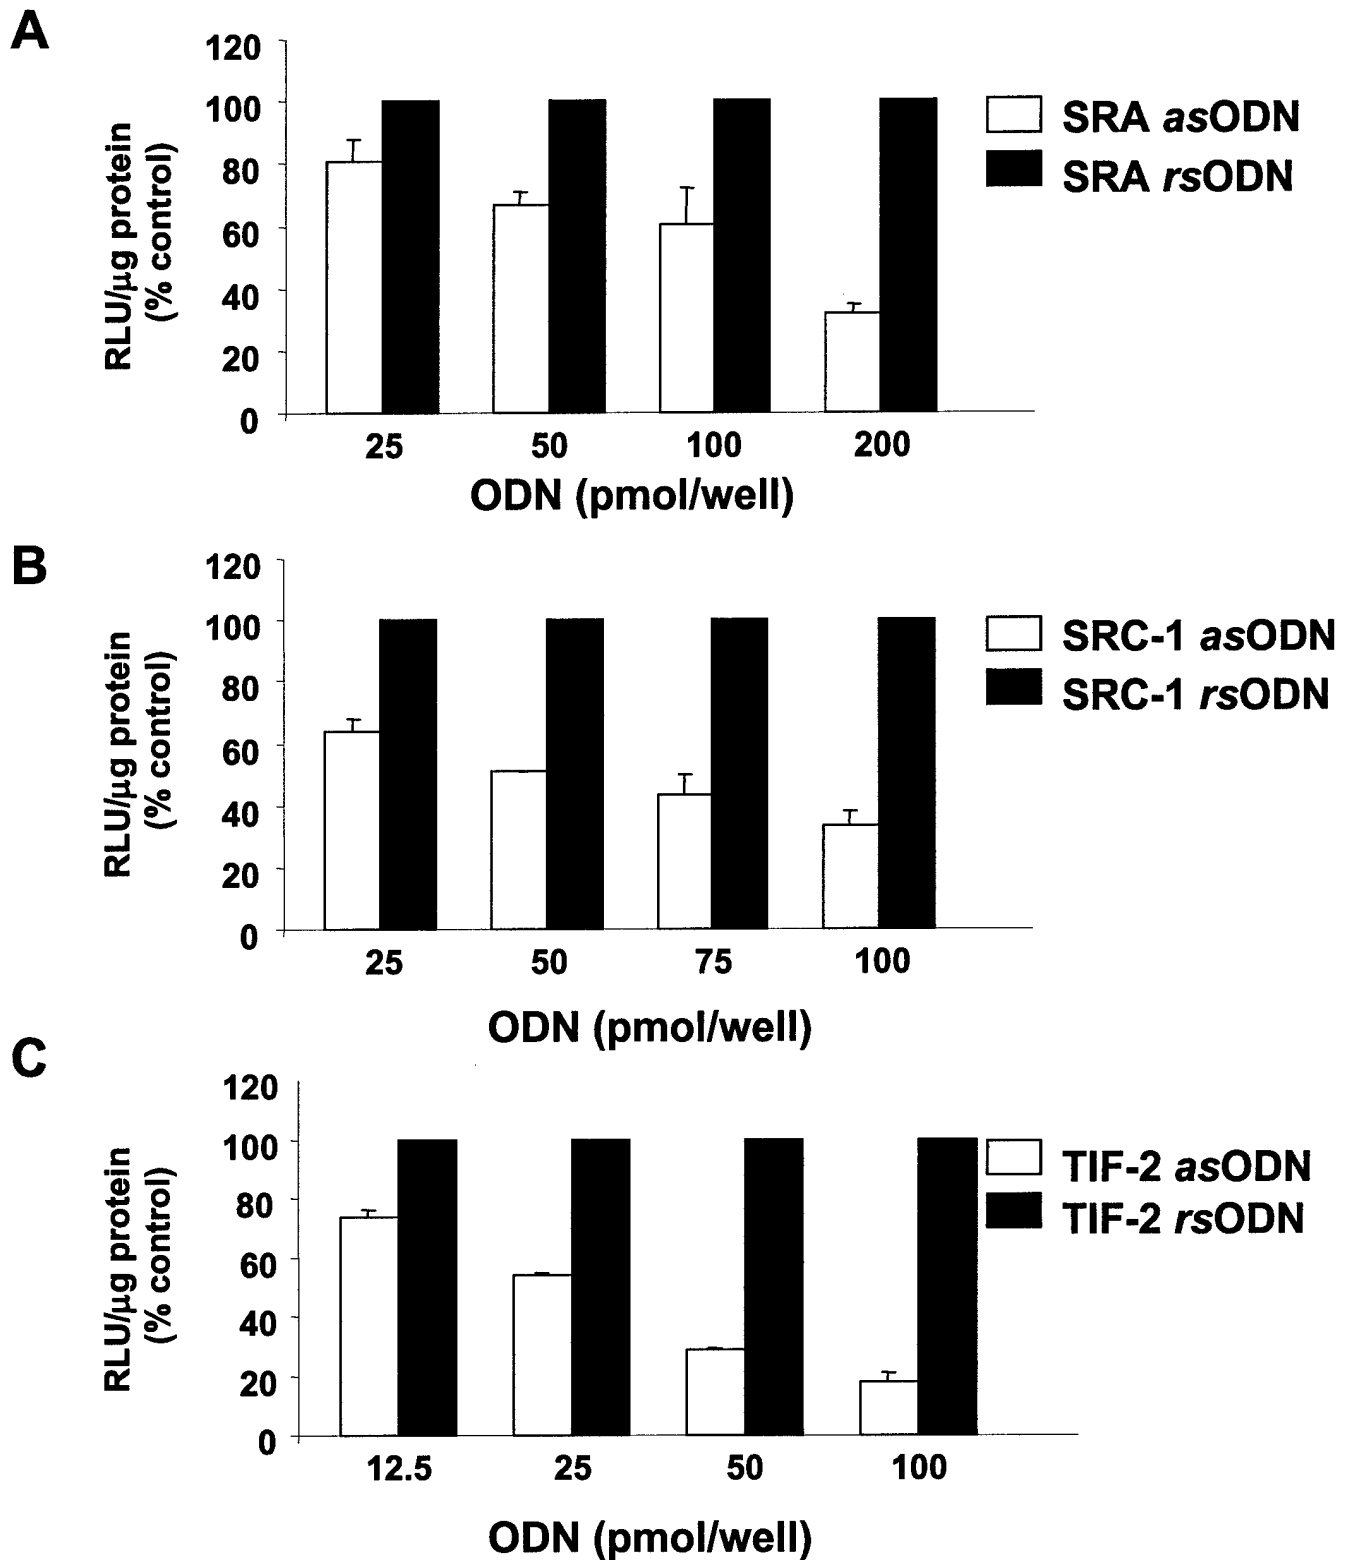 A
120
100
80
60
40
20
0
RLU/µg protein
(% control)
25 50 100 200
ODN (pmol/well)
SRA asODN
SRA rsODN
B
120
100
80
60
40
20
0
RLU/µg protein
(% control)
25 50 75 100
ODN (pmol/well)
SRC-1 asODN
SRC-1 rsODN
C
120
100
80
60
40
20
0
RLU/µg protein
(% control)
12.5 25 50 100
ODN (pmol/well)
TIF-2 asODN
TIF-2 rsODN